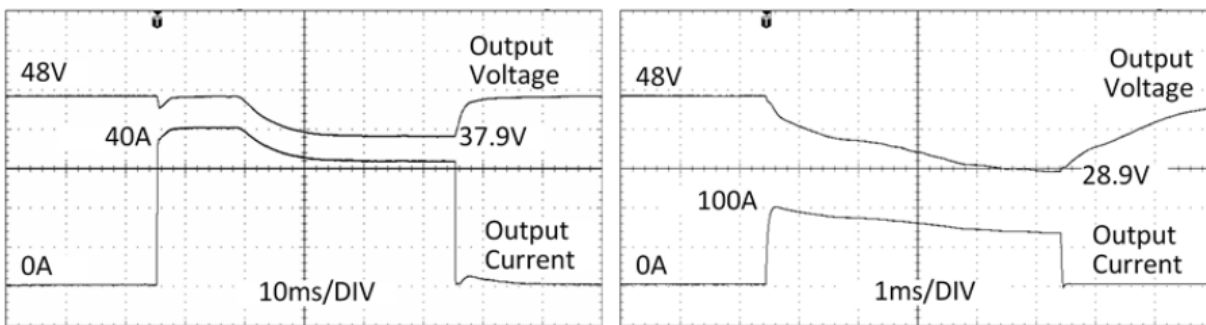 Output
Voltage
48V
40A
37.9V
Output
Current
0A
10ms/DIV
Output
Voltage
48V
28.9V
100A
Output
Current
0A
1ms/DIV